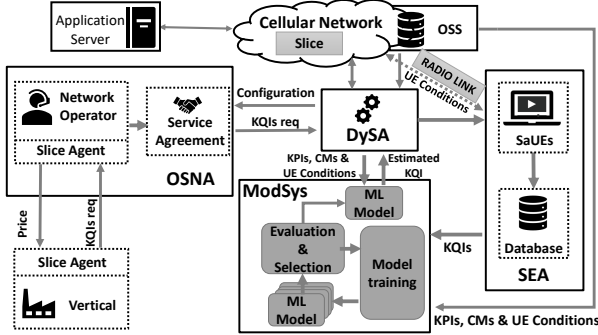 Application
Server
Cellular Network
Slice
OSS
RADIO LINK
UE Conditions
Network
Operator
Slice Agent
Service
Agreement
OSNA
Configuration
KQIs req
DySA
SaUEs
Database
SEA
Price
KQIs req
Slice Agent
Vertical
KPIs, CMs &
UE Conditions
Estimated
KQI
ModSys
ML
Model
Evaluation
&
Selection
Model
training
ML
Model
KQIs
KPIs, CMs & UE Conditions